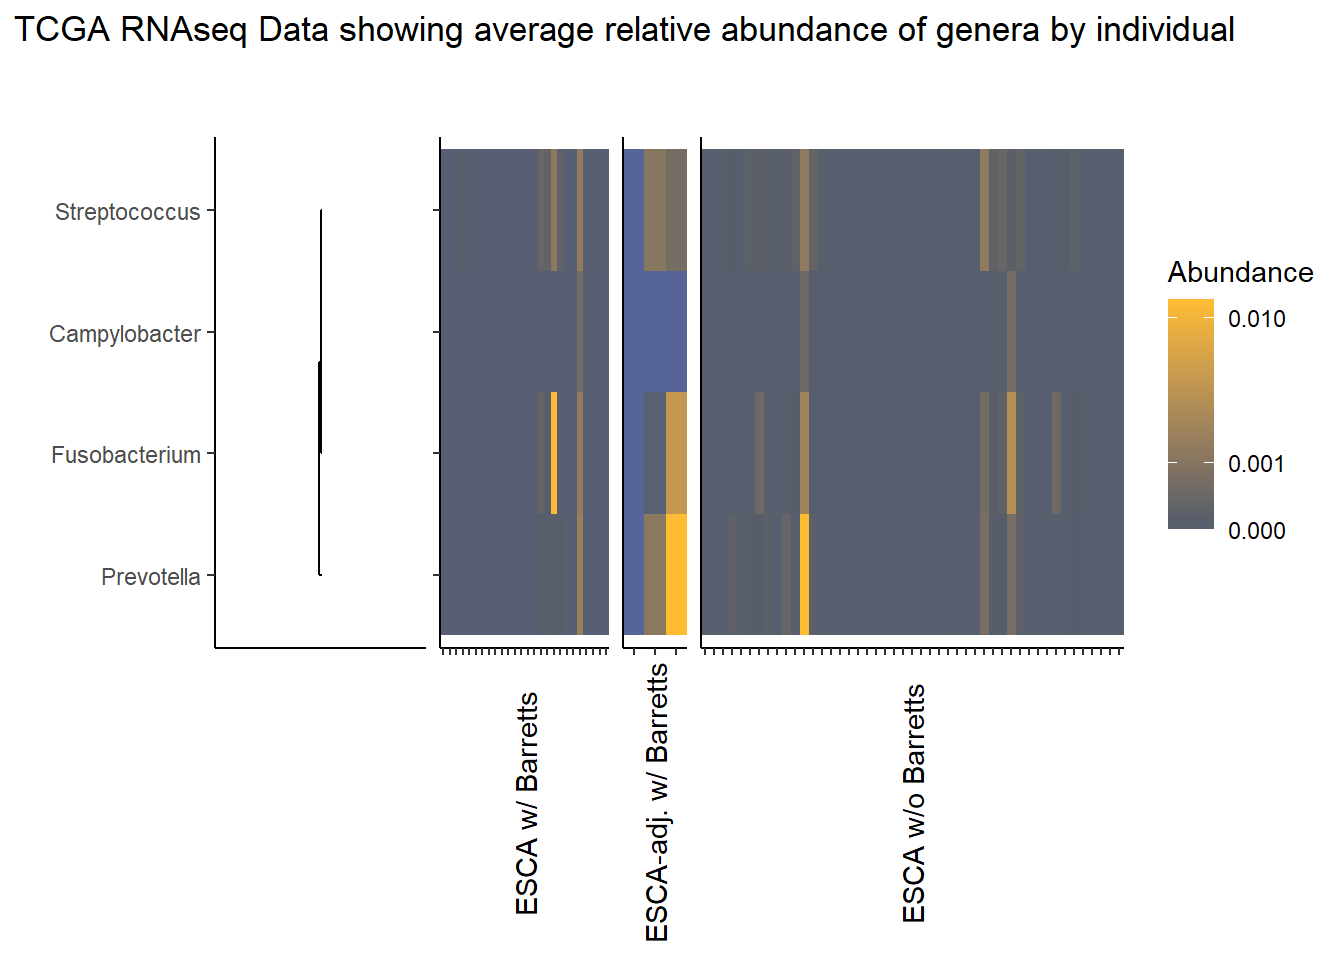 TCGA RNAseq Data showing average relative abundance of genera by individual
Streptococcus
Campylobacter
Fusobacterium
Prevotella
Abundance
0.010
0.001
0.000
ESCA w/ Barretts
ESCA-adj. w/ Barretts
ESCA w/o Barretts